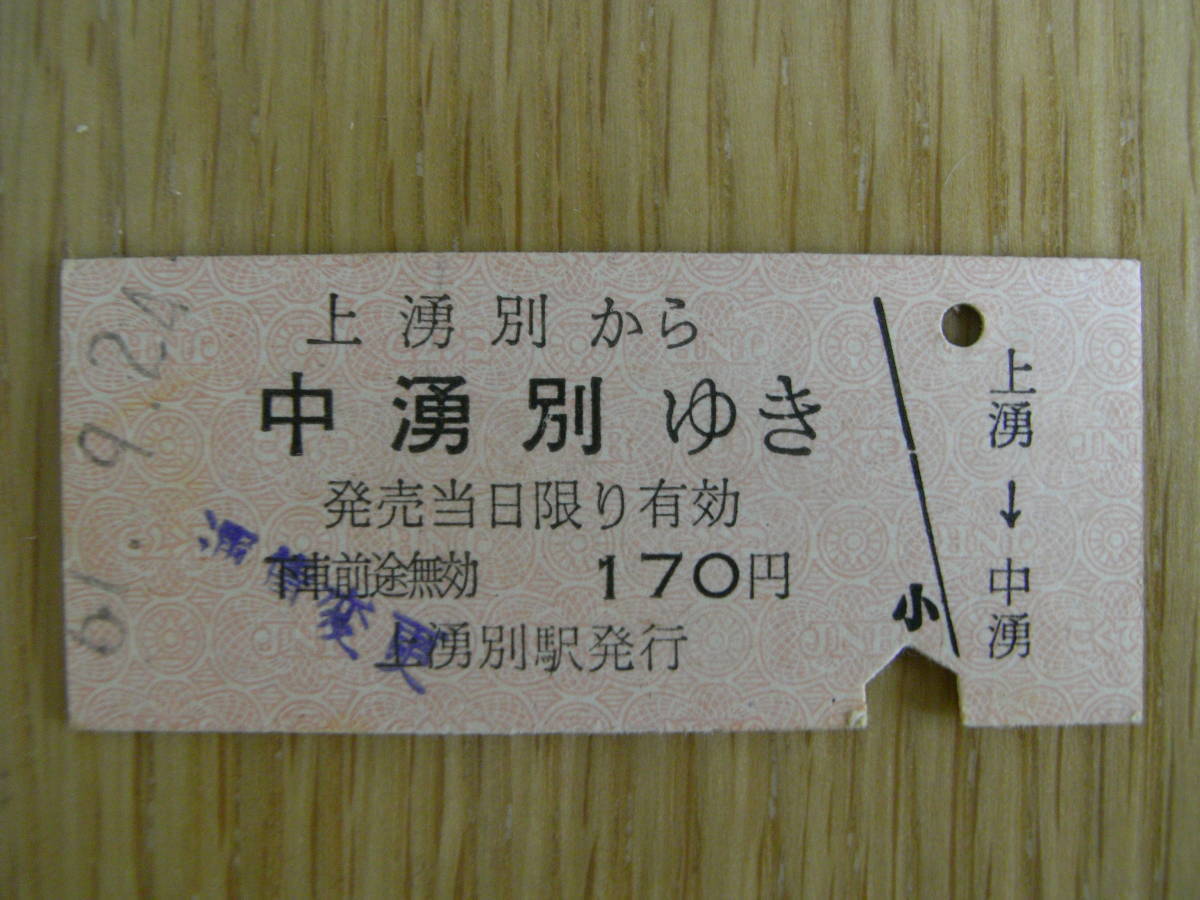 上湧別から
中湧別ゆき
発売当日限り有効
下車前途無効 170円
上湧別駅発行
小
上湧→中湧
61.9.24